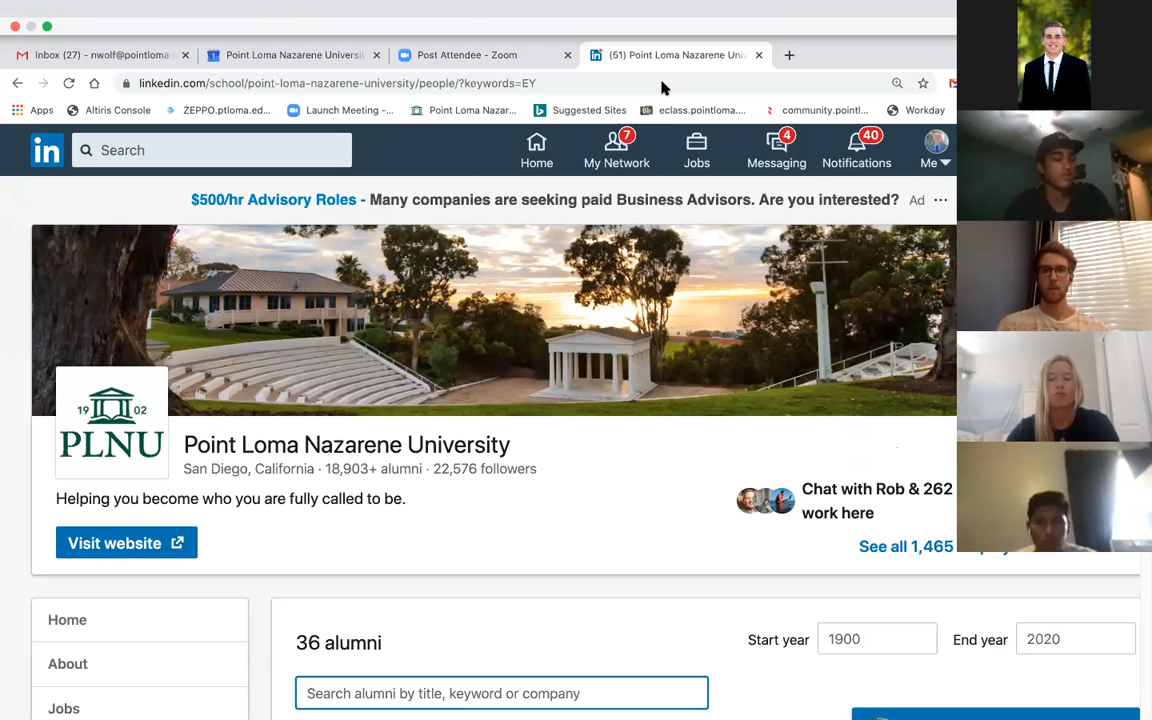 Inbox (27) - nwolf@pointloma
Point Loma Nazarene Universi
Post Attendee - Zoom
(51) Point Loma Nazarene Uni
linkedin.com/school/point-loma-nazarene-university/people/?keywords=EY
Apps
Altiris Console
ZEPPO.ptloma.ed...
Launch Meeting -...
Point Loma Nazar...
Suggested Sites
eclass.pointloma....
community.pointl...
Workday
in
Search
Home
7
My Network
Jobs
4
Messaging
40
Notifications
Me
$500/hr Advisory Roles - Many companies are seeking paid Business Advisors. Are you interested? Ad ...
19 02
PLNU
Point Loma Nazarene University
San Diego, California · 18,903+ alumni · 22,576 followers
Helping you become who you are fully called to be.
Chat with Rob & 262
work here
Visit website
See all 1,465
Home
About
Jobs
36 alumni
Start year
1900
End year
2020
Search alumni by title, keyword or company